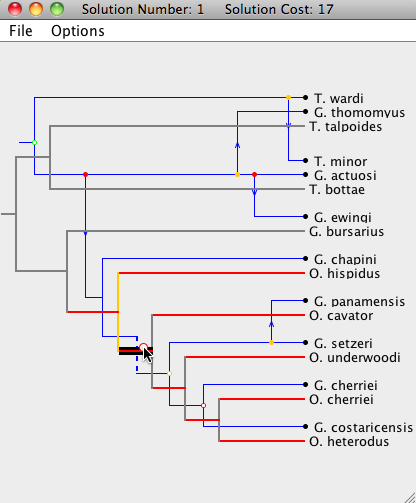 Solution Number: 1 Solution Cost: 17
File Options
T. wardi
G. thomomyus
T. talpoides
T. minor
G. actuosi
T. bottae
G. ewingi
G. bursarius
G. chapini
O. hispidus
G. panamensis
O. cavator
G. setzeri
O. underwoodi
G. cherriei
O. cherriei
G. costaricensis
O. heterodus